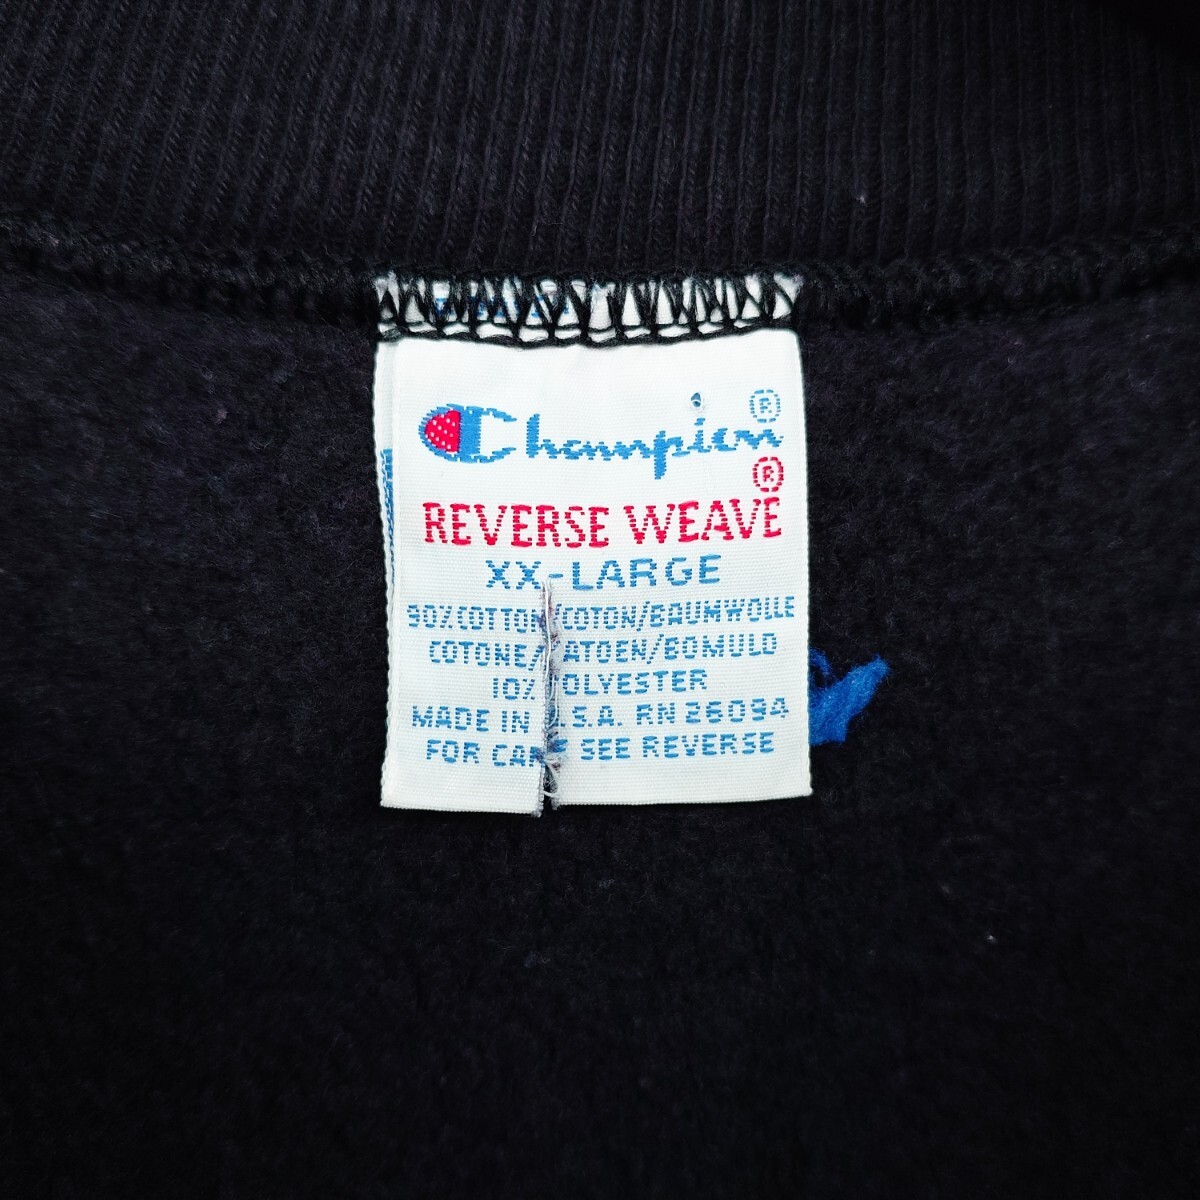 Champion®
REVERSE WEAVE®
XX-LARGE
90% COTTON/COTON/BAUMWOLLE
COTONE/KATOEN/BOMULD
10% POLYESTER
MADE IN U.S.A. RN 26094
FOR CARE SEE REVERSE